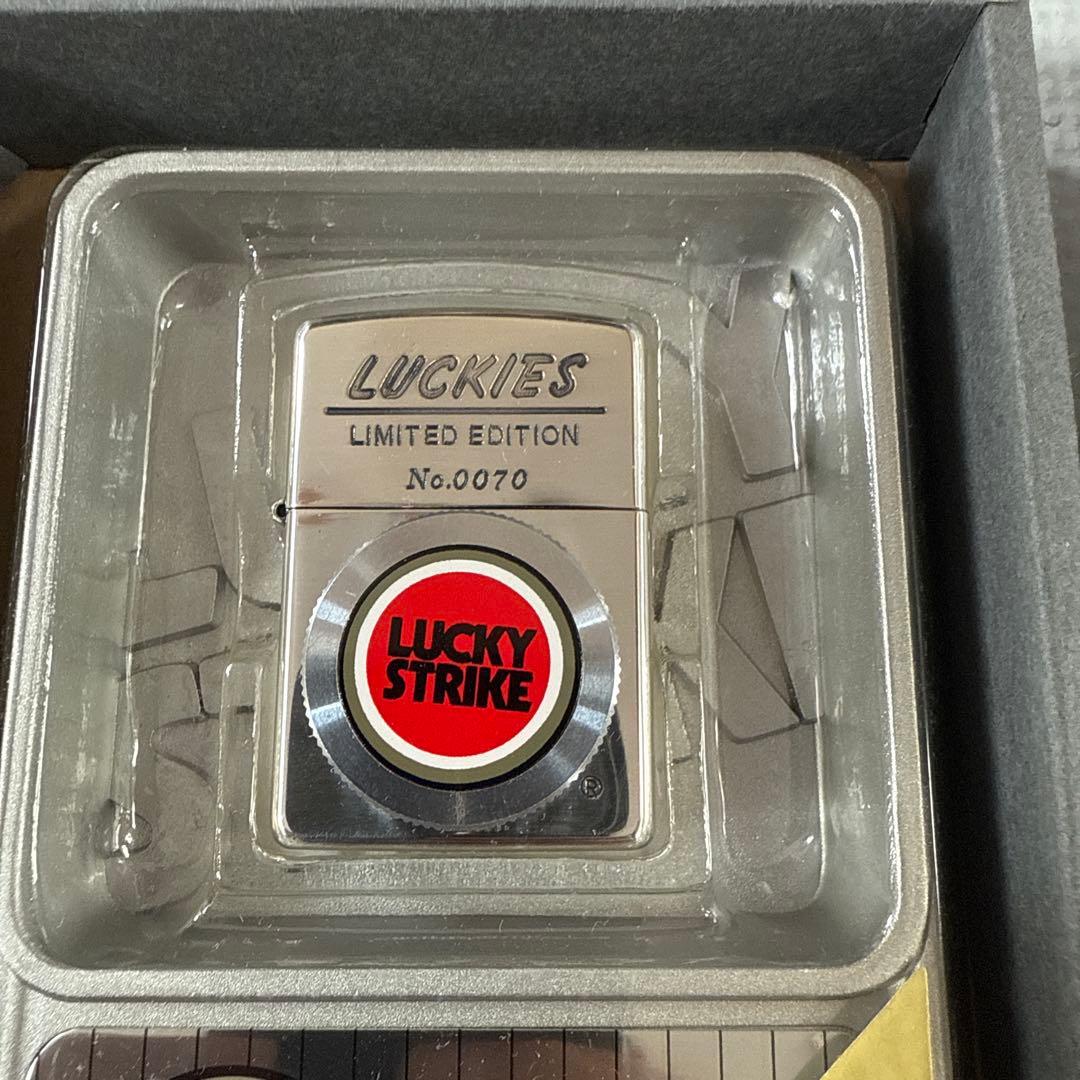 LUCKIES
LIMITED EDITION
No.0070
LUCKY
STRIKE
®